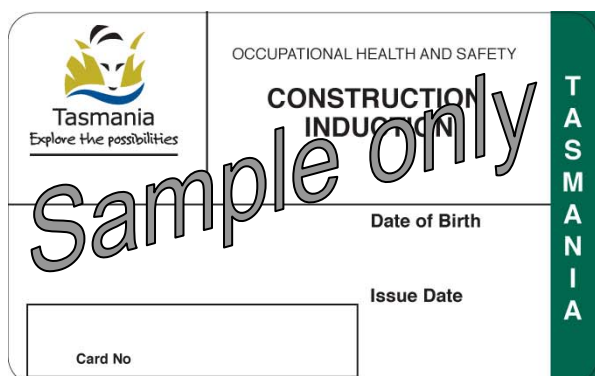 Tasmania
Explore the possibilities
OCCUPATIONAL HEALTH AND SAFETY
CONSTRUCTION
INDUCTION
TASMANIA
Sample only
Date of Birth
Issue Date
Card No